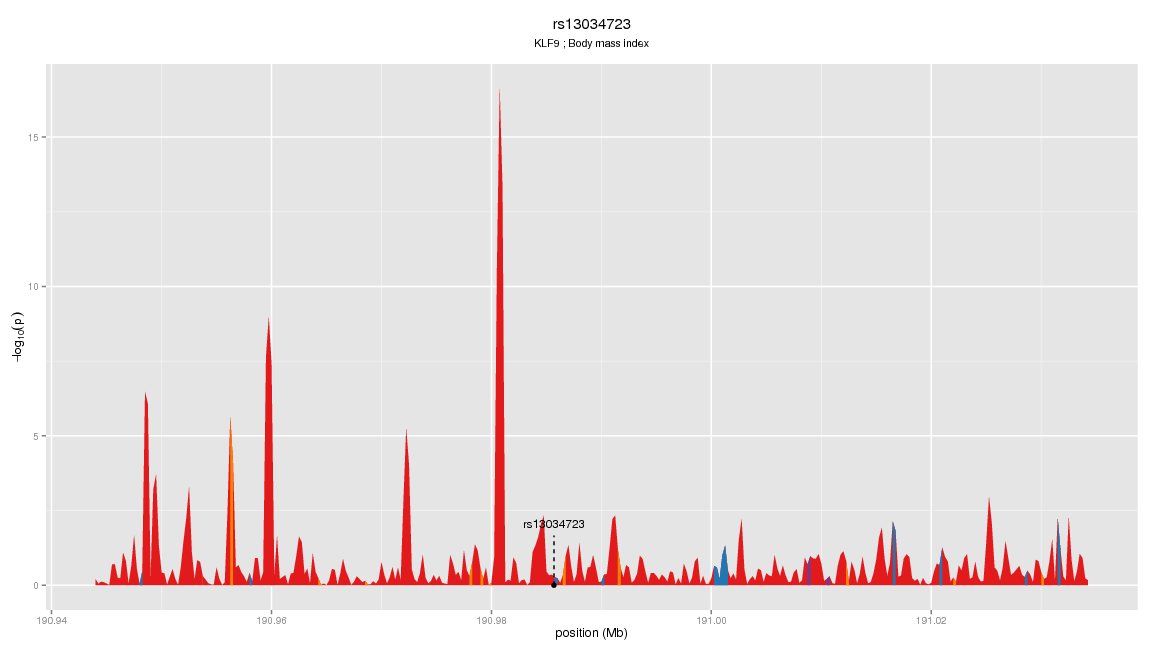 rs13034723
KLF9 ; Body mass index
15
10
5
0
−log10(p)
rs13034723
190.94 190.96 190.98 191.00 191.02
position (Mb)